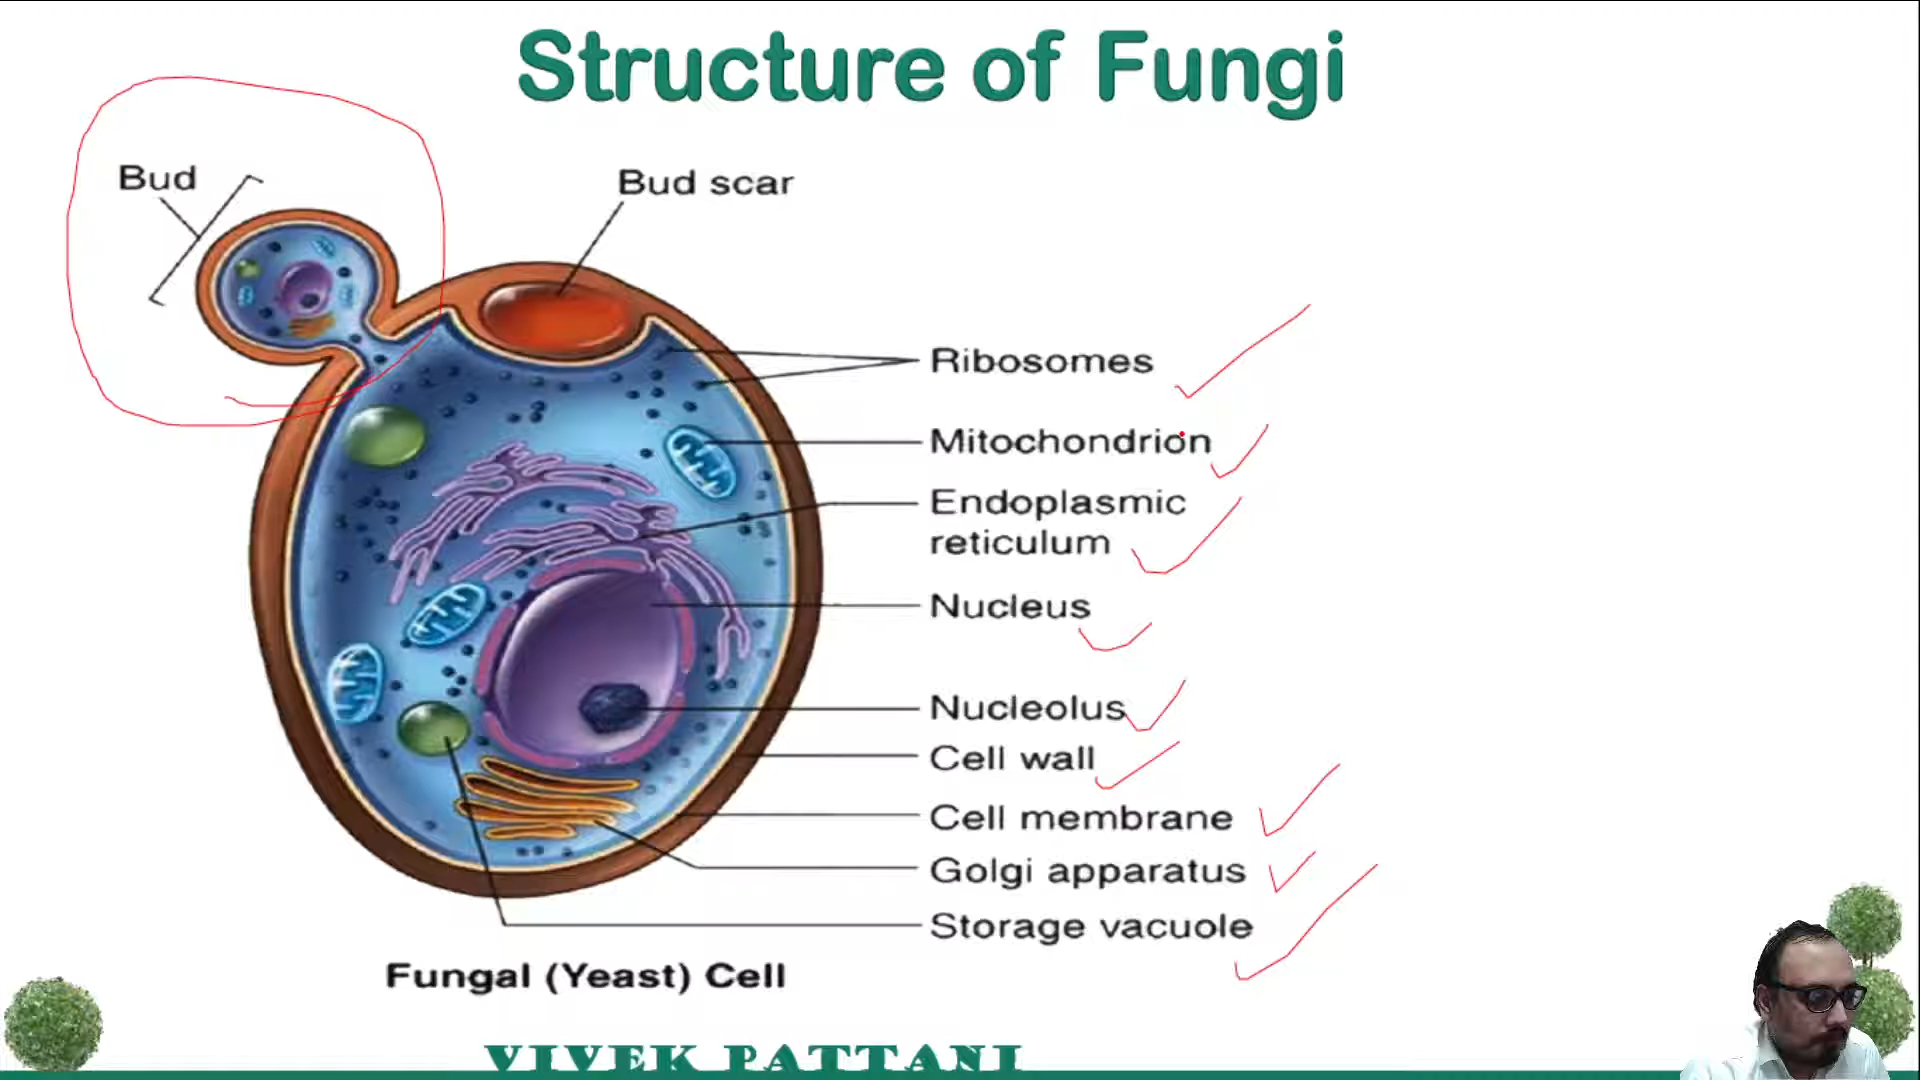 Structure of Fungi
Bud
Bud scar
Ribosomes
Mitochondrion
Endoplasmic
reticulum
Nucleus
Nucleolus
Cell wall
Cell membrane
Golgi apparatus
Storage vacuole
Fungal (Yeast) Cell
VIVEK PATTANI